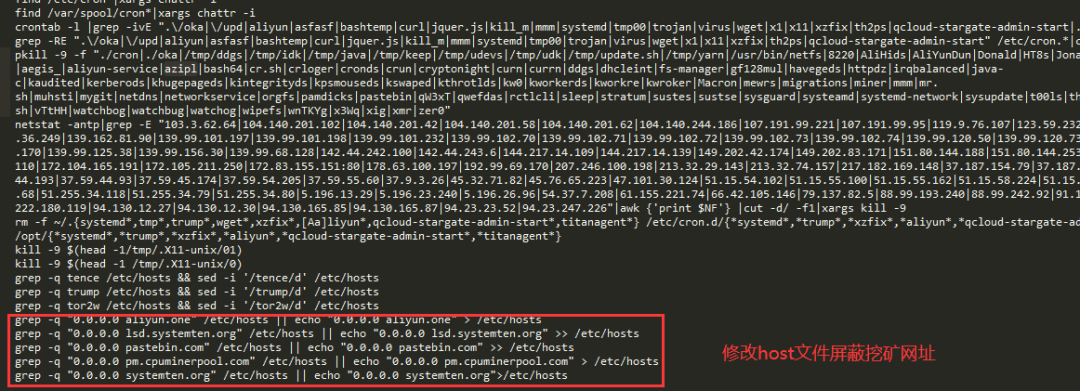 find /etc/cron*|xargs chattr -i
find /var/spool/cron*|xargs chattr -i
crontab -l |grep -ivE ".\/oka|\/upd|aliyun|asfasf|bashtemp|curl|jquer.js|kill_m|mmm|systemd|tmp00|trojan|virus|wget|x1|x11|xzfix|th2ps|qcloud-stargate-admin-start|.
grep -RE ".\/oka|\/upd|aliyun|asfasf|bashtemp|curl|jquer.js|kill_m|mmm|systemd|tmp00|trojan|virus|wget|x1|x11|xzfix|th2ps|qcloud-stargate-admin-start" /etc/cron.*|c
pkill -9 -f "./cron|./oka|/tmp/ddgs|/tmp/idk|/tmp/java|/tmp/keep|/tmp/udevs|/tmp/udk|/tmp/update.sh|/tmp/yarn|/usr/bin/netfs|8220|AliHids|AliYunDun|Donald|HT8s|Jona
|aegis_|aliyun-service|azipl|bash64|cr.sh|crloger|cronds|crun|cryptonight|curn|currn|ddgs|dhcleint|fs-manager|gf128mul|havegeds|httpdz|irqbalanced|java-
c|kaudited|kerberods|khugepageds|kintegrityds|kpsmouseds|kswaped|kthrotlds|kw0|kworkerds|kworkre|kwroker|Macron|mewrs|migrations|miner|mmm|mr.
sh|muhsti|mygit|netdns|networkservice|orgfs|pamdicks|pastebin|qW3xT|qwefdas|rctlcli|sleep|stratum|sustes|sustse|sysguard|systeamd|systemd-network|sysupdate|t00ls|th
sh|vTtHH|watchbog|watchbug|watchog|wipefs|wnTKYg|x3Wq|xig|xmr|zer0"
netstat -antp|grep -E "103.3.62.64|104.140.201.102|104.140.201.42|104.140.201.58|104.140.201.62|104.140.244.186|107.191.99.221|107.191.99.95|119.9.76.107|123.59.232
.36.249|139.162.81.90|139.99.101.197|139.99.101.198|139.99.101.232|139.99.102.70|139.99.102.71|139.99.102.72|139.99.102.73|139.99.102.74|139.99.120.50|139.99.120.73
.170|139.99.125.38|139.99.156.30|139.99.68.128|142.44.242.100|142.44.243.6|144.217.14.109|144.217.14.139|149.202.42.174|149.202.83.171|151.80.144.188|151.80.144.253
110|172.104.165.191|172.105.211.250|172.83.155.151:80|178.63.100.197|192.99.69.170|207.246.100.198|213.32.29.143|213.32.74.157|217.182.169.148|37.187.154.79|37.187.
44.193|37.59.44.93|37.59.45.174|37.59.54.205|37.59.55.60|37.9.3.26|45.32.71.82|45.76.65.223|47.101.30.124|51.15.54.102|51.15.55.100|51.15.55.162|51.15.58.224|51.15.
.68|51.255.34.118|51.255.34.79|51.255.34.80|5.196.13.29|5.196.23.240|5.196.26.96|54.37.7.208|61.155.221.74|66.42.105.146|79.137.82.5|88.99.193.240|88.99.242.92|91.1
222.180.119|94.130.12.27|94.130.12.30|94.130.165.85|94.130.165.87|94.23.23.52|94.23.247.226"|awk {'print $NF'} |cut -d/ -f1|xargs kill -9
rm  -f ~/.{systemd*,tmp*,trump*,wget*,xzfix*,[Aa]liyun*,qcloud-stargate-admin-start*,titanagent*} /etc/cron.d/{*systemd*,*trump*,*xzfix*,*aliyun*,*qcloud-stargate-ad
/opt/{*systemd*,*trump*,*xzfix*,*aliyun*,*qcloud-stargate-admin-start*,*titanagent*}
kill -9 $(head -1/tmp/.X11-unix/01)
kill -9 $(head -1 /tmp/.X11-unix/0)
grep -q tence /etc/hosts && sed -i '/tence/d' /etc/hosts
grep -q trump /etc/hosts && sed -i '/trump/d' /etc/hosts
grep -q tor2w /etc/hosts && sed -i '/tor2w/d' /etc/hosts
grep -q "0.0.0.0 aliyun.one" /etc/hosts || echo "0.0.0.0 aliyun.one" > /etc/hosts
grep -q "0.0.0.0 lsd.systemten.org" /etc/hosts || echo "0.0.0.0 lsd.systemten.org" >> /etc/hosts
grep -q "0.0.0.0 pastebin.com" /etc/hosts || echo "0.0.0.0 pastebin.com" >> /etc/hosts
grep -q "0.0.0.0 pm.cpuminerpool.com" /etc/hosts || echo "0.0.0.0 pm.cpuminerpool.com" > /etc/hosts
grep -q "0.0.0.0 systemten.org" /etc/hosts || echo "0.0.0.0 systemten.org">/etc/hosts
修改host文件屏蔽挖矿网址